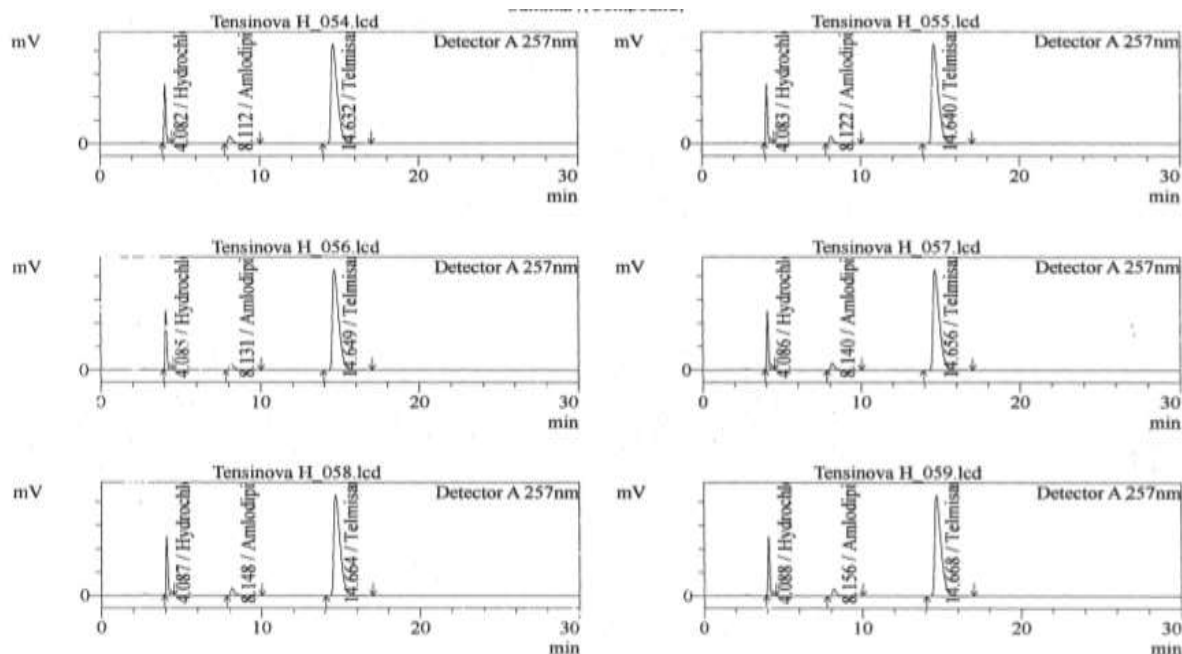 Tensinova H_054.lcd
mV
Detector A 257nm
4.082 / Hydrochl
8.112 / Amlodipi
14.632 / Telmisa
0
0 10 20 30
min
Tensinova H_055.lcd
mV
Detector A 257nm
4.083 / Hydrochl
8.122 / Amlodipi
14.640 / Telmisa
0
0 10 20 30
min
Tensinova H_056.lcd
mV
Detector A 257nm
4.085 / Hydrochl
8.131 / Amlodipi
14.649 / Telmisa
0
0 10 20 30
min
Tensinova H_057.lcd
mV
Detector A 257nm
4.086 / Hydrochl
8.140 / Amlodipi
14.656 / Telmisa
0
0 10 20 30
min
Tensinova H_058.lcd
mV
Detector A 257nm
4.087 / Hydrochl
8.148 / Amlodipi
14.664 / Telmisa
0
0 10 20 30
min
Tensinova H_059.lcd
mV
Detector A 257nm
4.088 / Hydrochl
8.156 / Amlodipi
14.668 / Telmisa
0
0 10 20 30
min